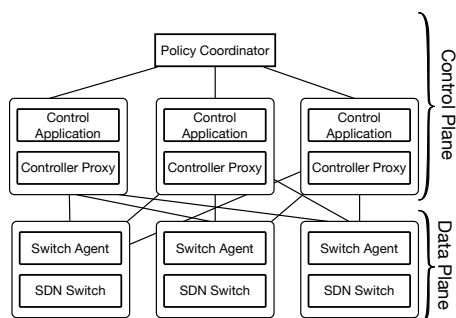 Policy Coordinator
Control
Application
Controller Proxy
Control
Application
Controller Proxy
Control
Application
Controller Proxy
Control Plane
Switch Agent
SDN Switch
Switch Agent
SDN Switch
Switch Agent
SDN Switch
Data Plane